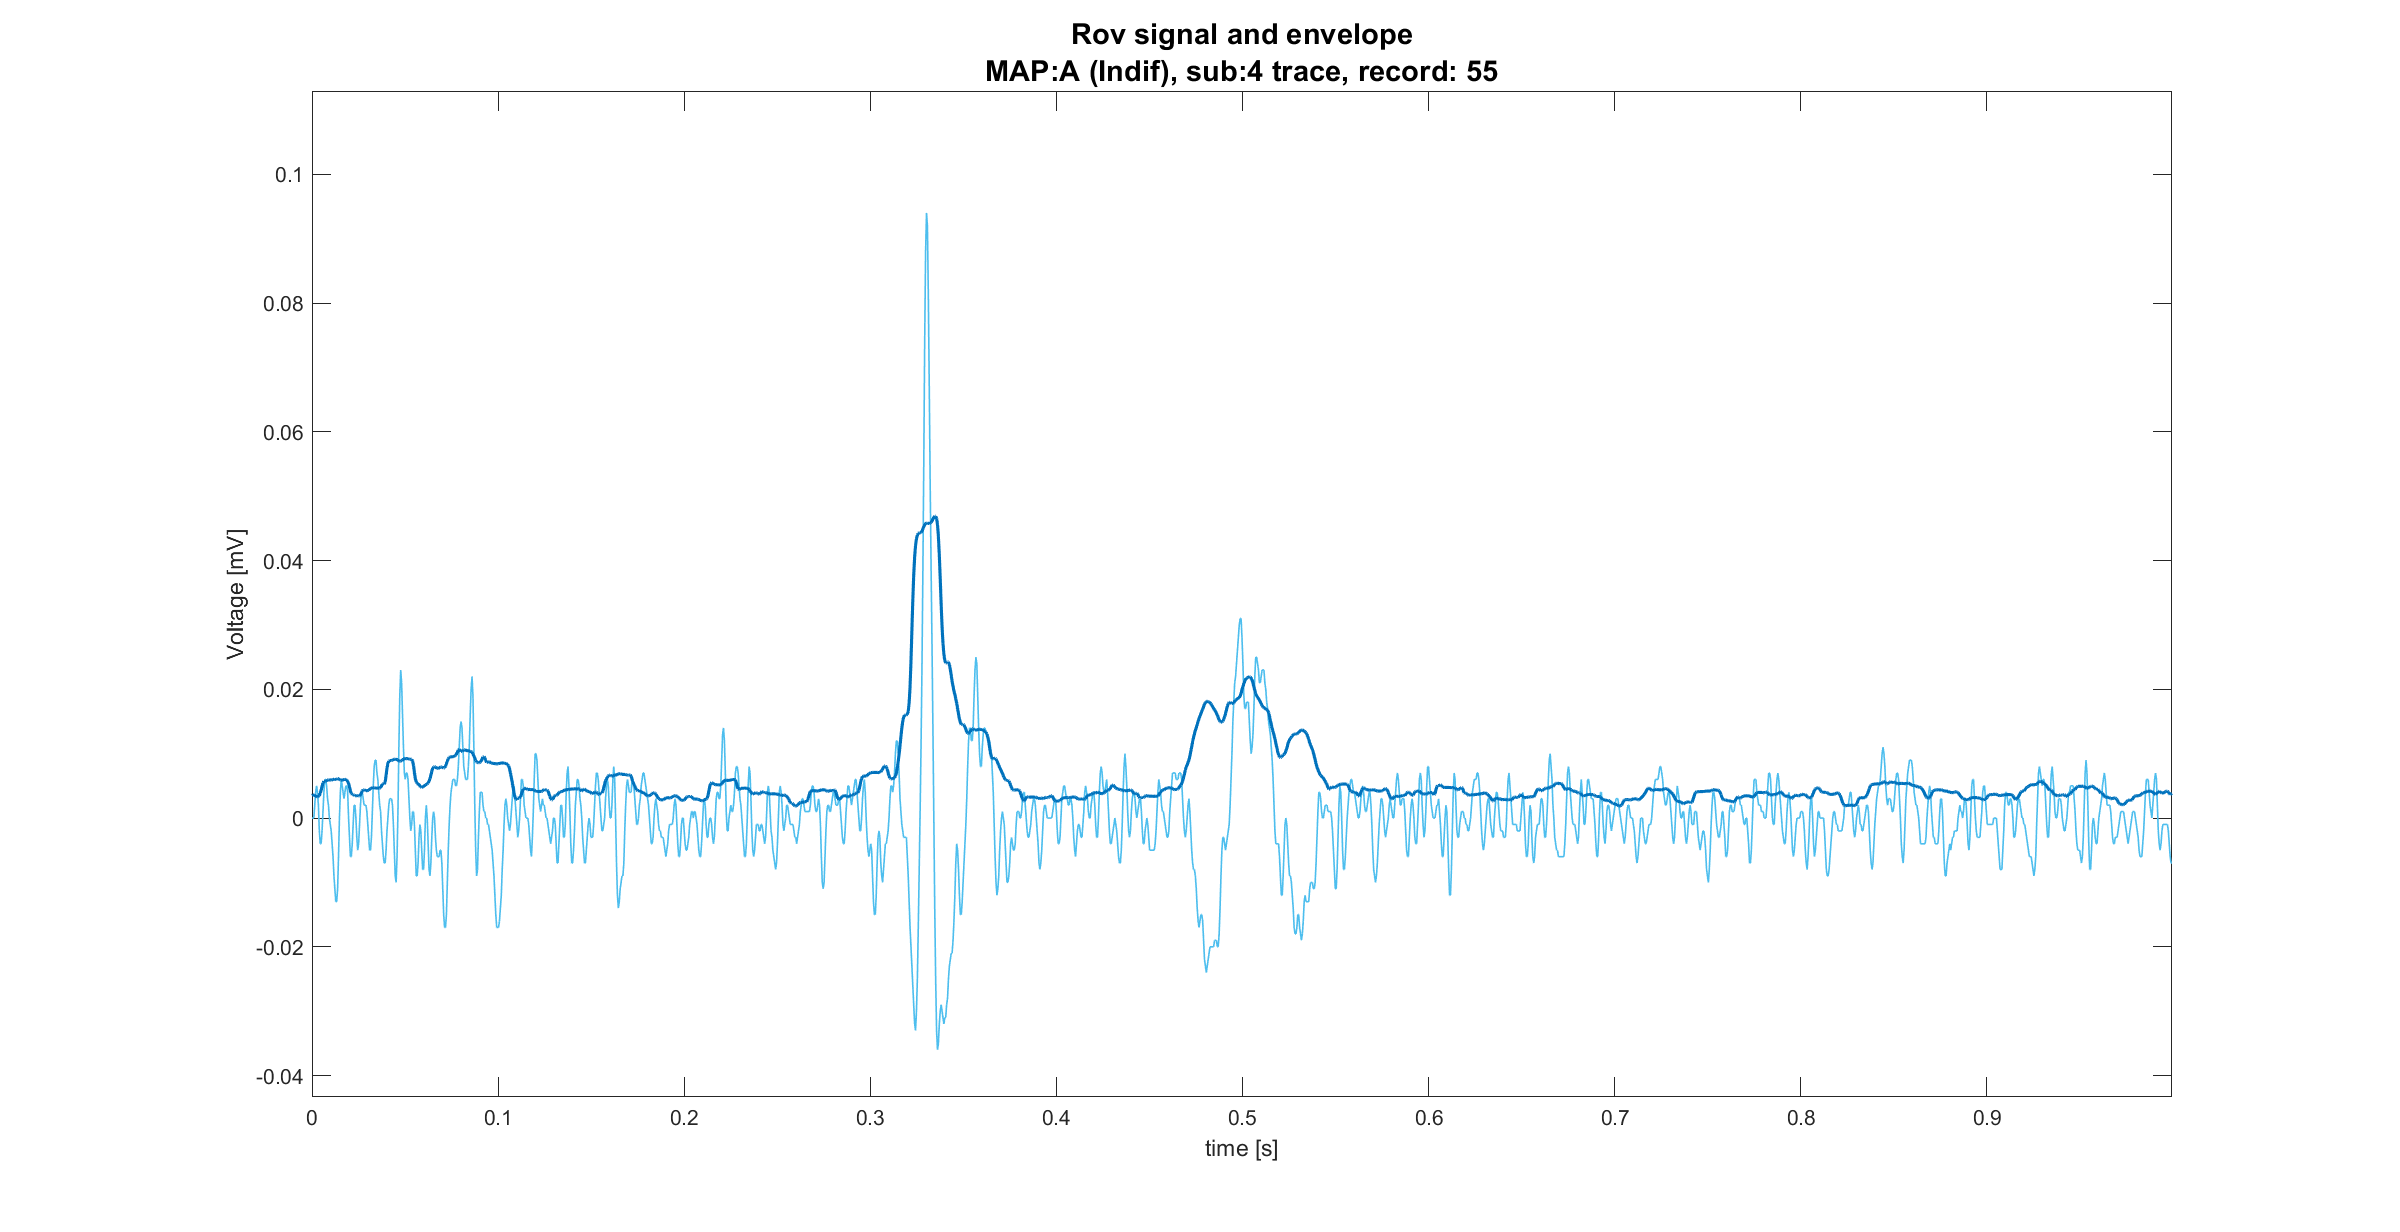 Rov signal and envelope
MAP:A (Indif), sub:4 trace, record: 55
0.1
0.08
0.06
0.04
0.02
0
-0.02
-0.04
Voltage [mV]
0 0.1 0.2 0.3 0.4 0.5 0.6 0.7 0.8 0.9
time [s]